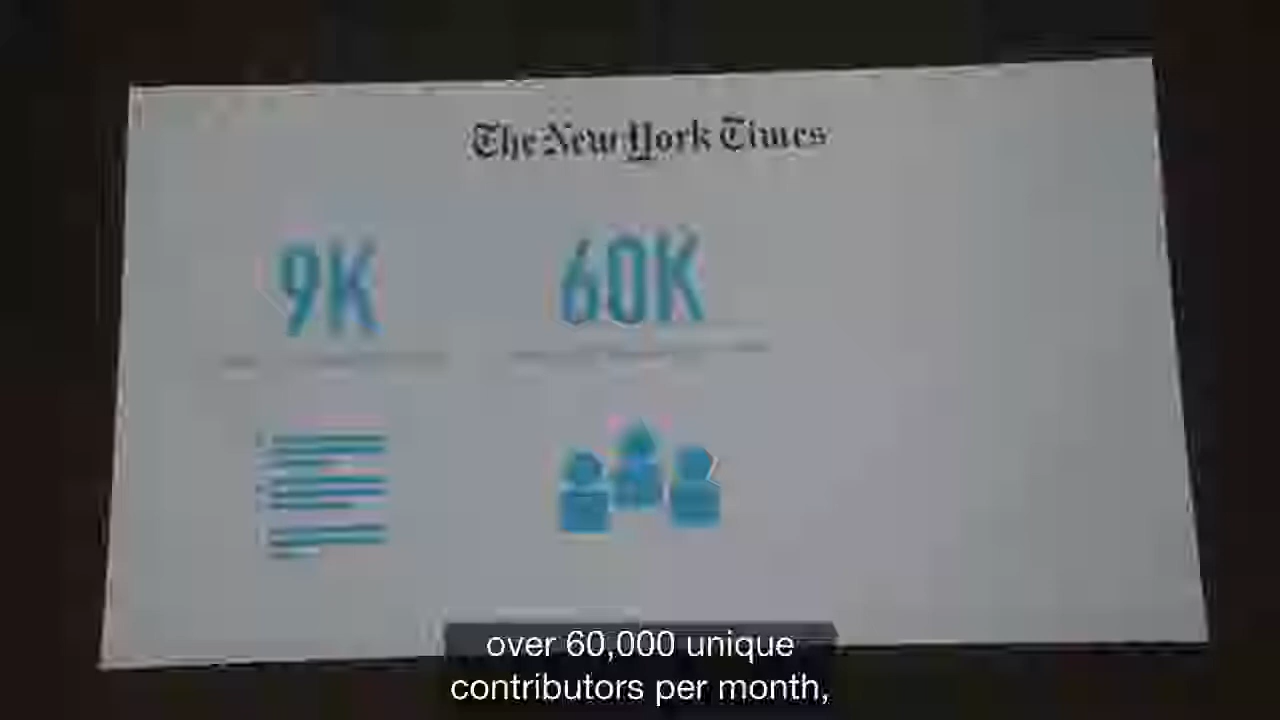 The New York Times
9K
60K
over 60,000 unique
contributors per month,